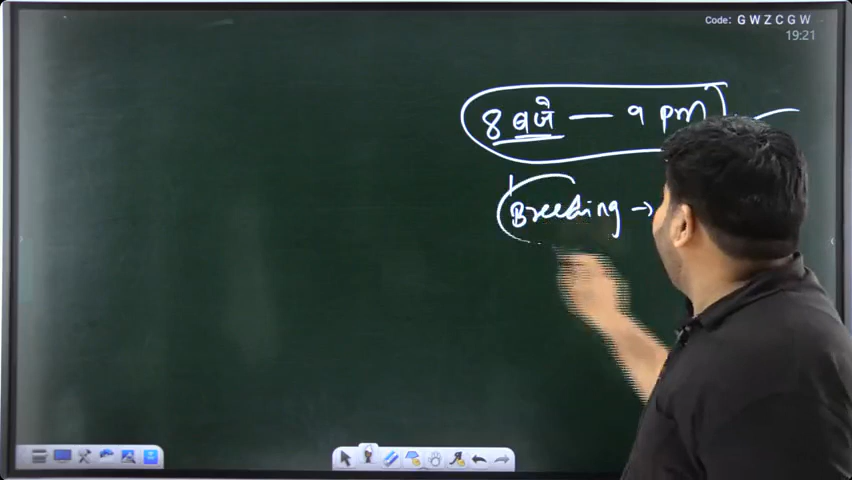 Code: G W Z C G W
19:21
8 बजे — 9 pm
Breeding →